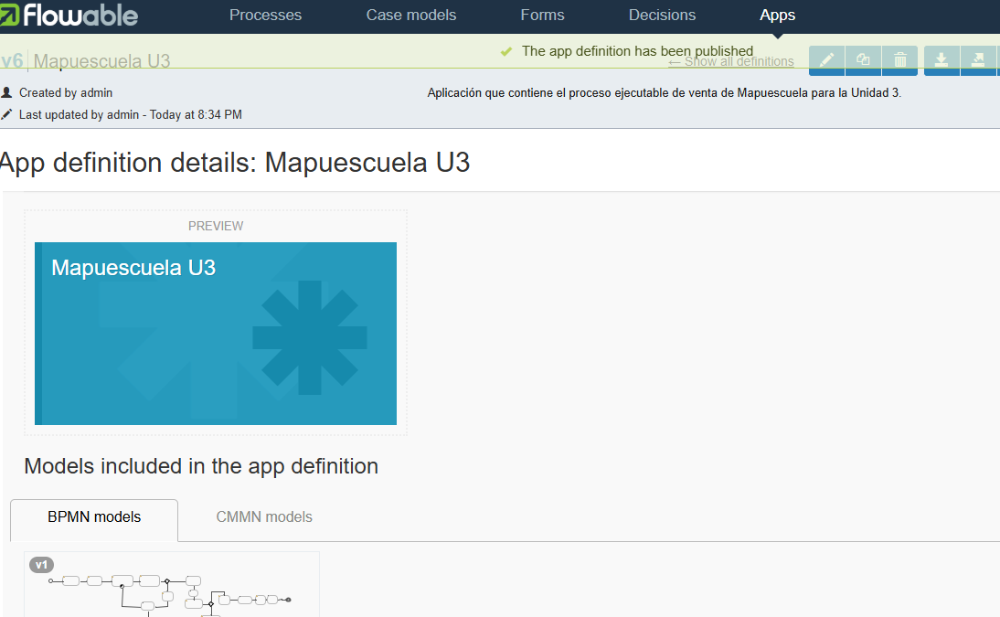 flowable Processes Case models Forms Decisions Apps
The app definition has been published
v6 Mapuescuela U3 ← Show all definitions
Created by admin Aplicación que contiene el proceso ejecutable de venta de Mapuescuela para la Unidad 3.
Last updated by admin - Today at 8:34 PM
App definition details: Mapuescuela U3
PREVIEW
Mapuescuela U3
Models included in the app definition
BPMN models CMMN models
v1